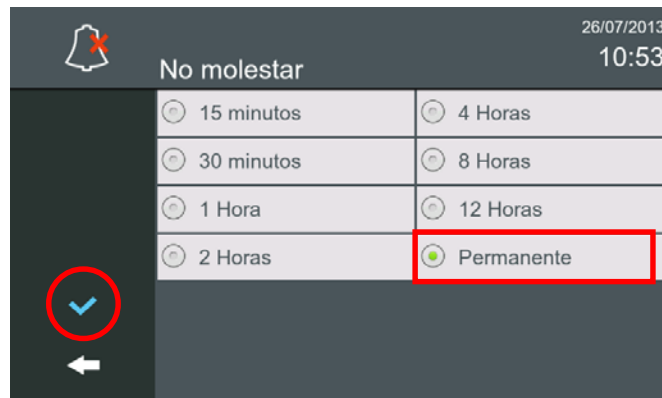 26/07/2013
No molestar
10:53
15 minutos
4 Horas
30 minutos
8 Horas
1 Hora
12 Horas
2 Horas
Permanente